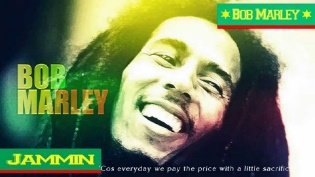 BOB MARLEY
BOB
MARLEY
JAMMIN
'Cos everyday we pay the price with a little sacrific